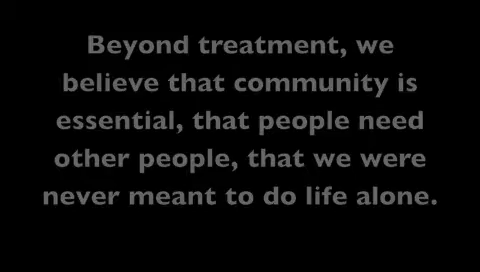 Beyond treatment, we
believe that community is
essential, that people need
other people, that we were
never meant to do life alone.